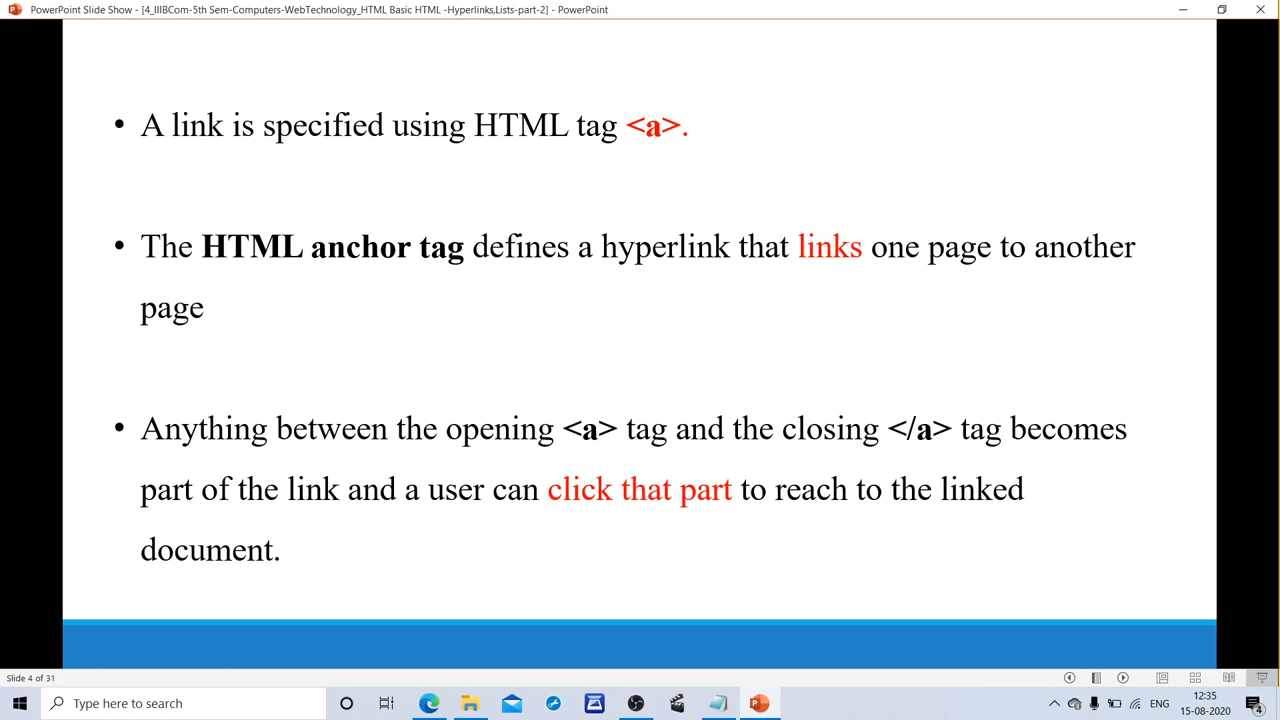 PowerPoint Slide Show - [4_IIIBCom-5th Sem-Computers-WebTechnology_HTML Basic HTML -Hyperlinks,Lists-part-2] - PowerPoint
• A link is specified using HTML tag <a>.
• The HTML anchor tag defines a hyperlink that links one page to another
page
• Anything between the opening <a> tag and the closing </a> tag becomes
part of the link and a user can click that part to reach to the linked
document.
Slide 4 of 31
Type here to search
ENG
12:35
15-08-2020
4